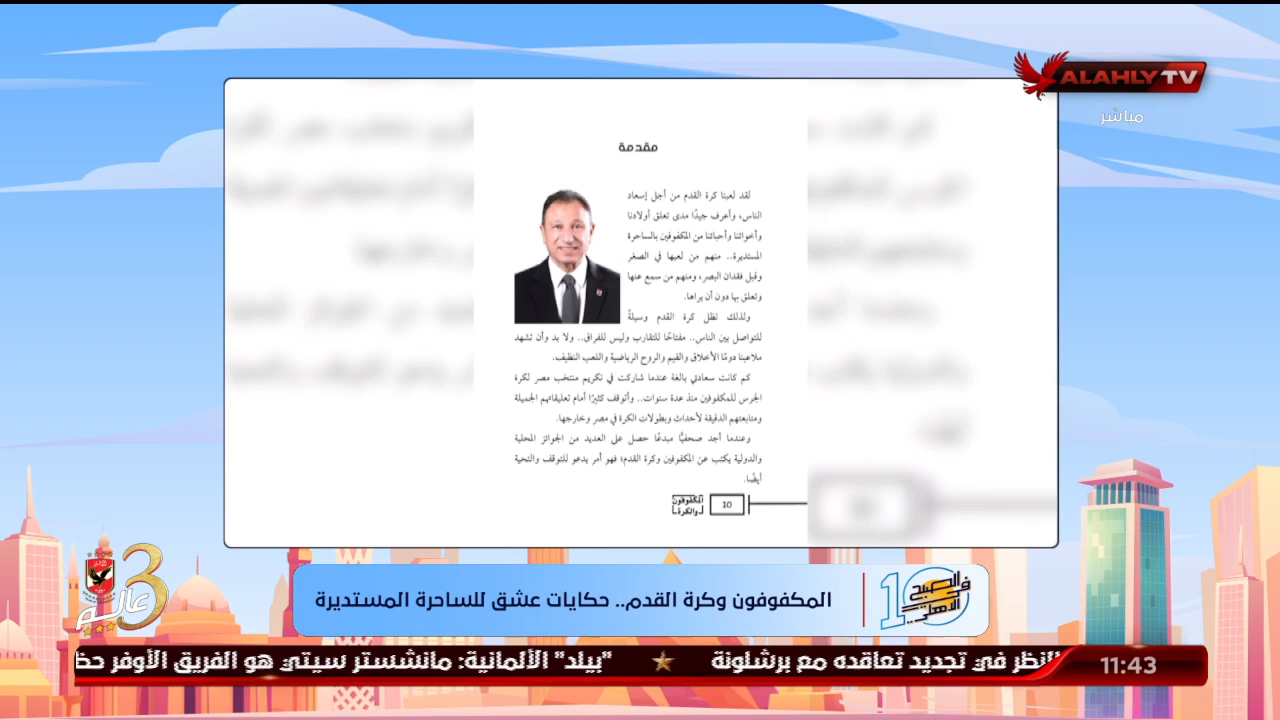 ALAHLY TV
مباشر
مقدمة
لقد لعبنا كرة القدم من أجل إسعاد
الناس، وأعرف جيدًا مدى تعلق أولادنا
وأخواتنا وأحبائنا من المكفوفين بالساحرة
المستديرة.. منهم من لعبها في الصغر
وقبل فقدان البصر، ومنهم من سمع عنها
وتعلق بها دون أن يراها.
ولذلك تظل كرة القدم وسيلةً
للتواصل بين الناس.. مفتاحًا للتقارب وليس للفراق.. ولا بد وأن تشهد
ملاعبنا دومًا الأخلاق والقيم والروح الرياضية واللعب النظيف.
كم كانت سعادتي بالغة عندما شاركت في تكريم منتخب مصر لكرة
الجرس للمكفوفين منذ عدة سنوات.. وأتوقف كثيرًا أمام تعليقاتهم الجميلة
ومتابعتهم الدقيقة لأحداث وبطولات الكرة في مصر وخارجها.
وعندما أجد صحفيًّا مبدعًا حصل على العديد من الجوائز المحلية
والدولية يكتب عن المكفوفين وكرة القدم؛ فهو أمر يدعو للتوقف والتحية
أيضًا.
10
المكفوفون
والكرة
3
عالم
10 الصبح في الأهلي..
المكفوفون وكرة القدم.. حكايات عشق للساحرة المستديرة
11:43
النظر في تجديد تعاقده مع برشلونة
"بيلد" الألمانية: مانشستر سيتي هو الفريق الأوفر حظ